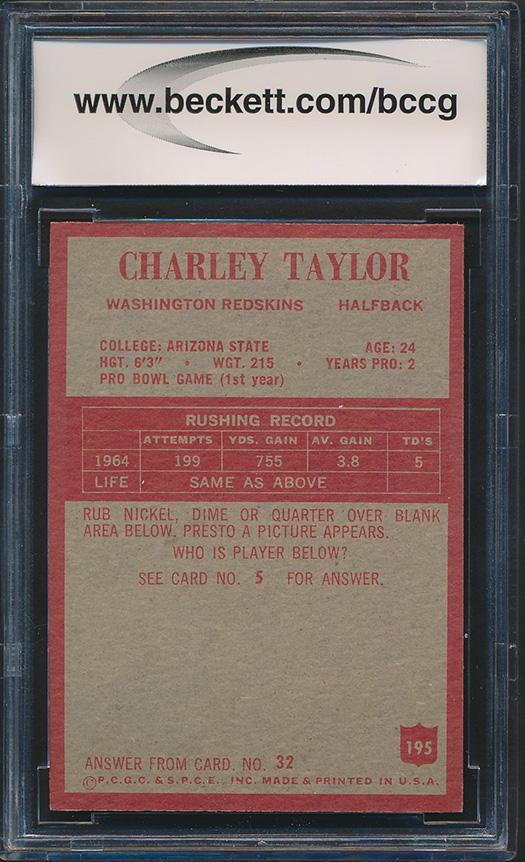 www.beckett.com/bccg
CHARLEY TAYLOR
WASHINGTON REDSKINS HALFBACK
COLLEGE: ARIZONA STATE AGE: 24
HGT. 6'3" • WGT. 215 • YEARS PRO: 2
PRO BOWL GAME (1st year)
RUSHING RECORD
ATTEMPTS YDS. GAIN AV. GAIN TD'S
1964 199 755 3.8 5
LIFE SAME AS ABOVE
RUB NICKEL, DIME OR QUARTER OVER BLANK
AREA BELOW. PRESTO A PICTURE APPEARS.
WHO IS PLAYER BELOW?
SEE CARD NO. 5 FOR ANSWER.
195
ANSWER FROM CARD. NO. 32
©P.C.G.C. & S.P.C.E., INC. MADE & PRINTED IN U.S.A.